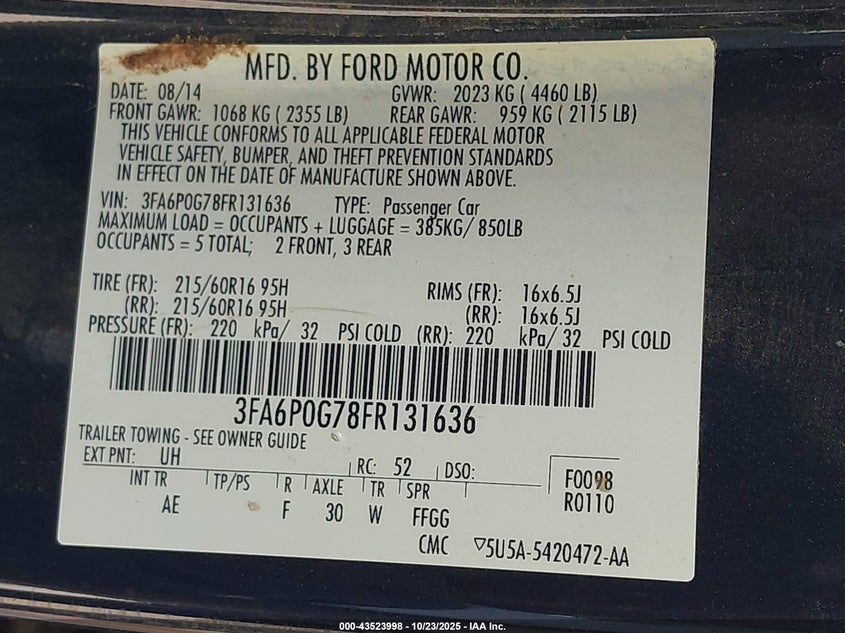 MFD. BY FORD MOTOR CO.
DATE: 08/14 GVWR: 2023 KG ( 4460 LB)
FRONT GAWR: 1068 KG ( 2355 LB) REAR GAWR: 959 KG ( 2115 LB)
THIS VEHICLE CONFORMS TO ALL APPLICABLE FEDERAL MOTOR
VEHICLE SAFETY, BUMPER, AND THEFT PREVENTION STANDARDS
IN EFFECT ON THE DATE OF MANUFACTURE SHOWN ABOVE.
VIN: 3FA6P0G78FR131636 TYPE: Passenger Car
MAXIMUM LOAD = OCCUPANTS + LUGGAGE = 385KG/ 850LB
OCCUPANTS = 5 TOTAL; 2 FRONT, 3 REAR
TIRE (FR): 215/60R16 95H RIMS (FR): 16x6.5J
(RR): 215/60R16 95H (RR): 16x6.5J
PRESSURE (FR): 220 kPa/ 32 PSI COLD (RR): 220 kPa/ 32 PSI COLD
3FA6P0G78FR131636
TRAILER TOWING - SEE OWNER GUIDE
EXT PNT: UH RC: 52 DSO: F0098
INT TR TP/PS R AXLE TR SPR R0110
AE F 30 W FFGG
CMC ▽5U5A-5420472-AA
000-43523998 - 10/23/2025 - IAA Inc.